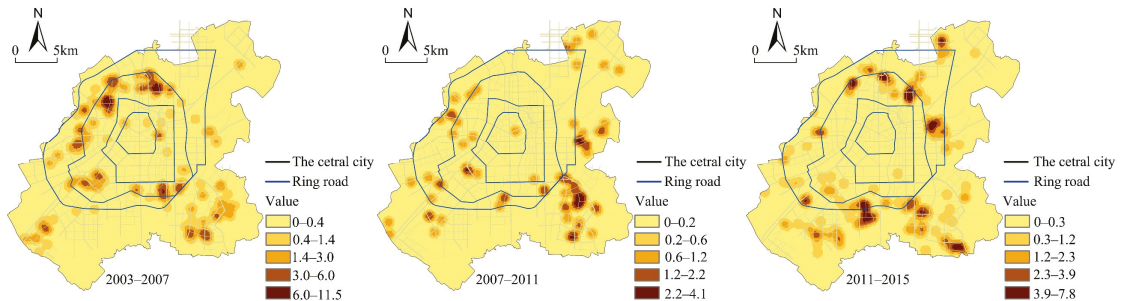 N
0 5km
The cetral city
Ring road
Value
0–0.4
0.4–1.4
1.4–3.0
3.0–6.0
6.0–11.5
2003–2007
N
0 5km
The cetral city
Ring road
Value
0–0.2
0.2–0.6
0.6–1.2
1.2–2.2
2.2–4.1
2007–2011
N
0 5km
The cetral city
Ring road
Value
0–0.3
0.3–1.2
1.2–2.3
2.3–3.9
3.9–7.8
2011–2015